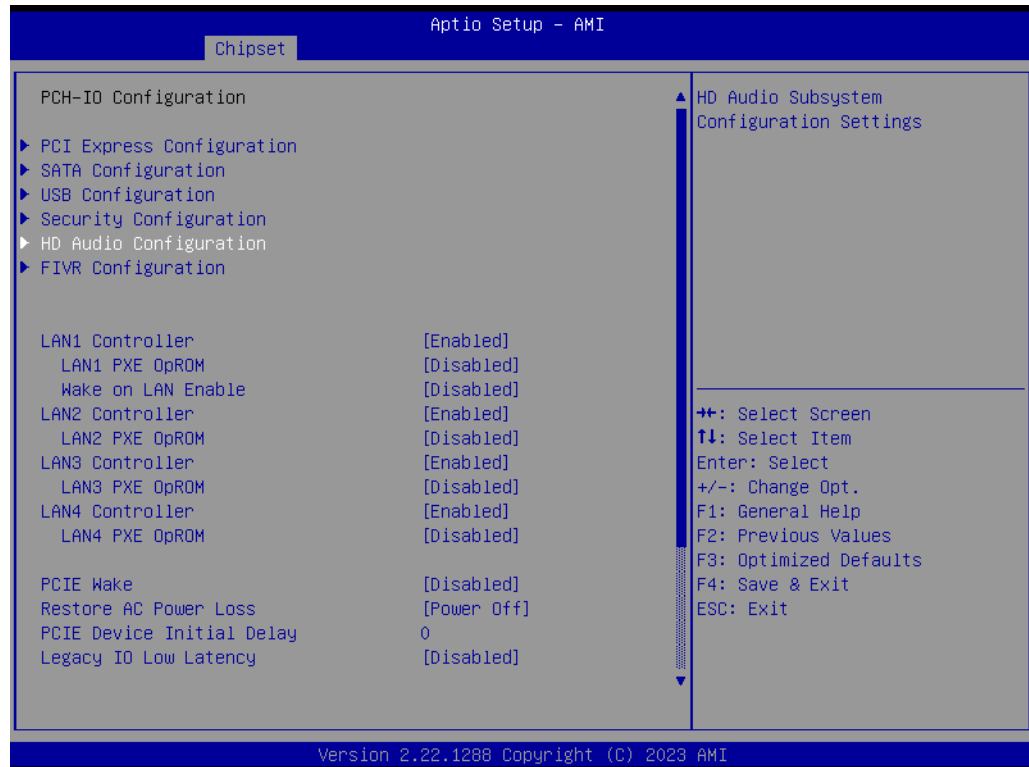 Aptio Setup – AMI
Chipset
PCH-IO Configuration
PCI Express Configuration
SATA Configuration
USB Configuration
Security Configuration
HD Audio Configuration
FIVR Configuration
LAN1 Controller [Enabled]
LAN1 PXE OpROM [Disabled]
Wake on LAN Enable [Disabled]
LAN2 Controller [Enabled]
LAN2 PXE OpROM [Disabled]
LAN3 Controller [Enabled]
LAN3 PXE OpROM [Disabled]
LAN4 Controller [Enabled]
LAN4 PXE OpROM [Disabled]
PCIE Wake [Disabled]
Restore AC Power Loss [Power Off]
PCIE Device Initial Delay 0
Legacy IO Low Latency [Disabled]
HD Audio Subsystem
Configuration Settings
→←: Select Screen
↑↓: Select Item
Enter: Select
+/-: Change Opt.
F1: General Help
F2: Previous Values
F3: Optimized Defaults
F4: Save & Exit
ESC: Exit
Version 2.22.1288 Copyright (C) 2023 AMI